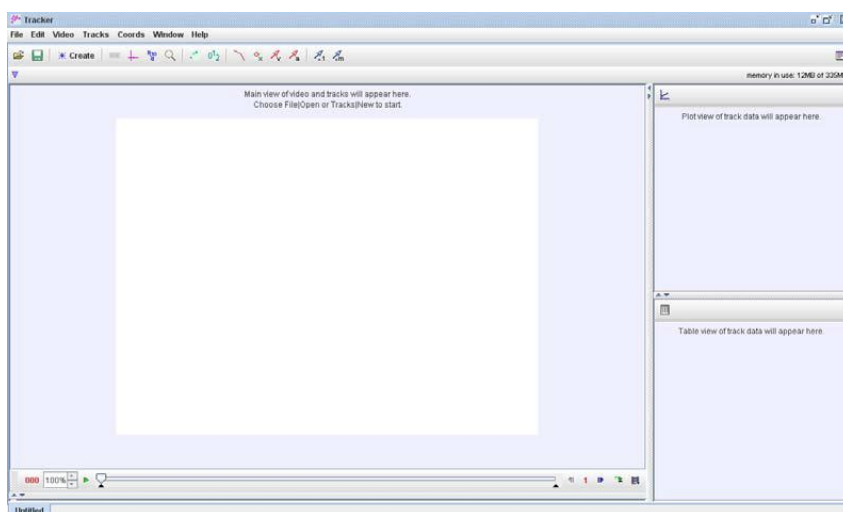 Tracker
File Edit Video Tracks Coords Window Help
Create
memory in use: 12MB of 335M
Main view of video and tracks will appear here.
Choose File|Open or Tracks|New to start.
Plot view of track data will appear here.
Table view of track data will appear here.
000 100% 1
Untitled